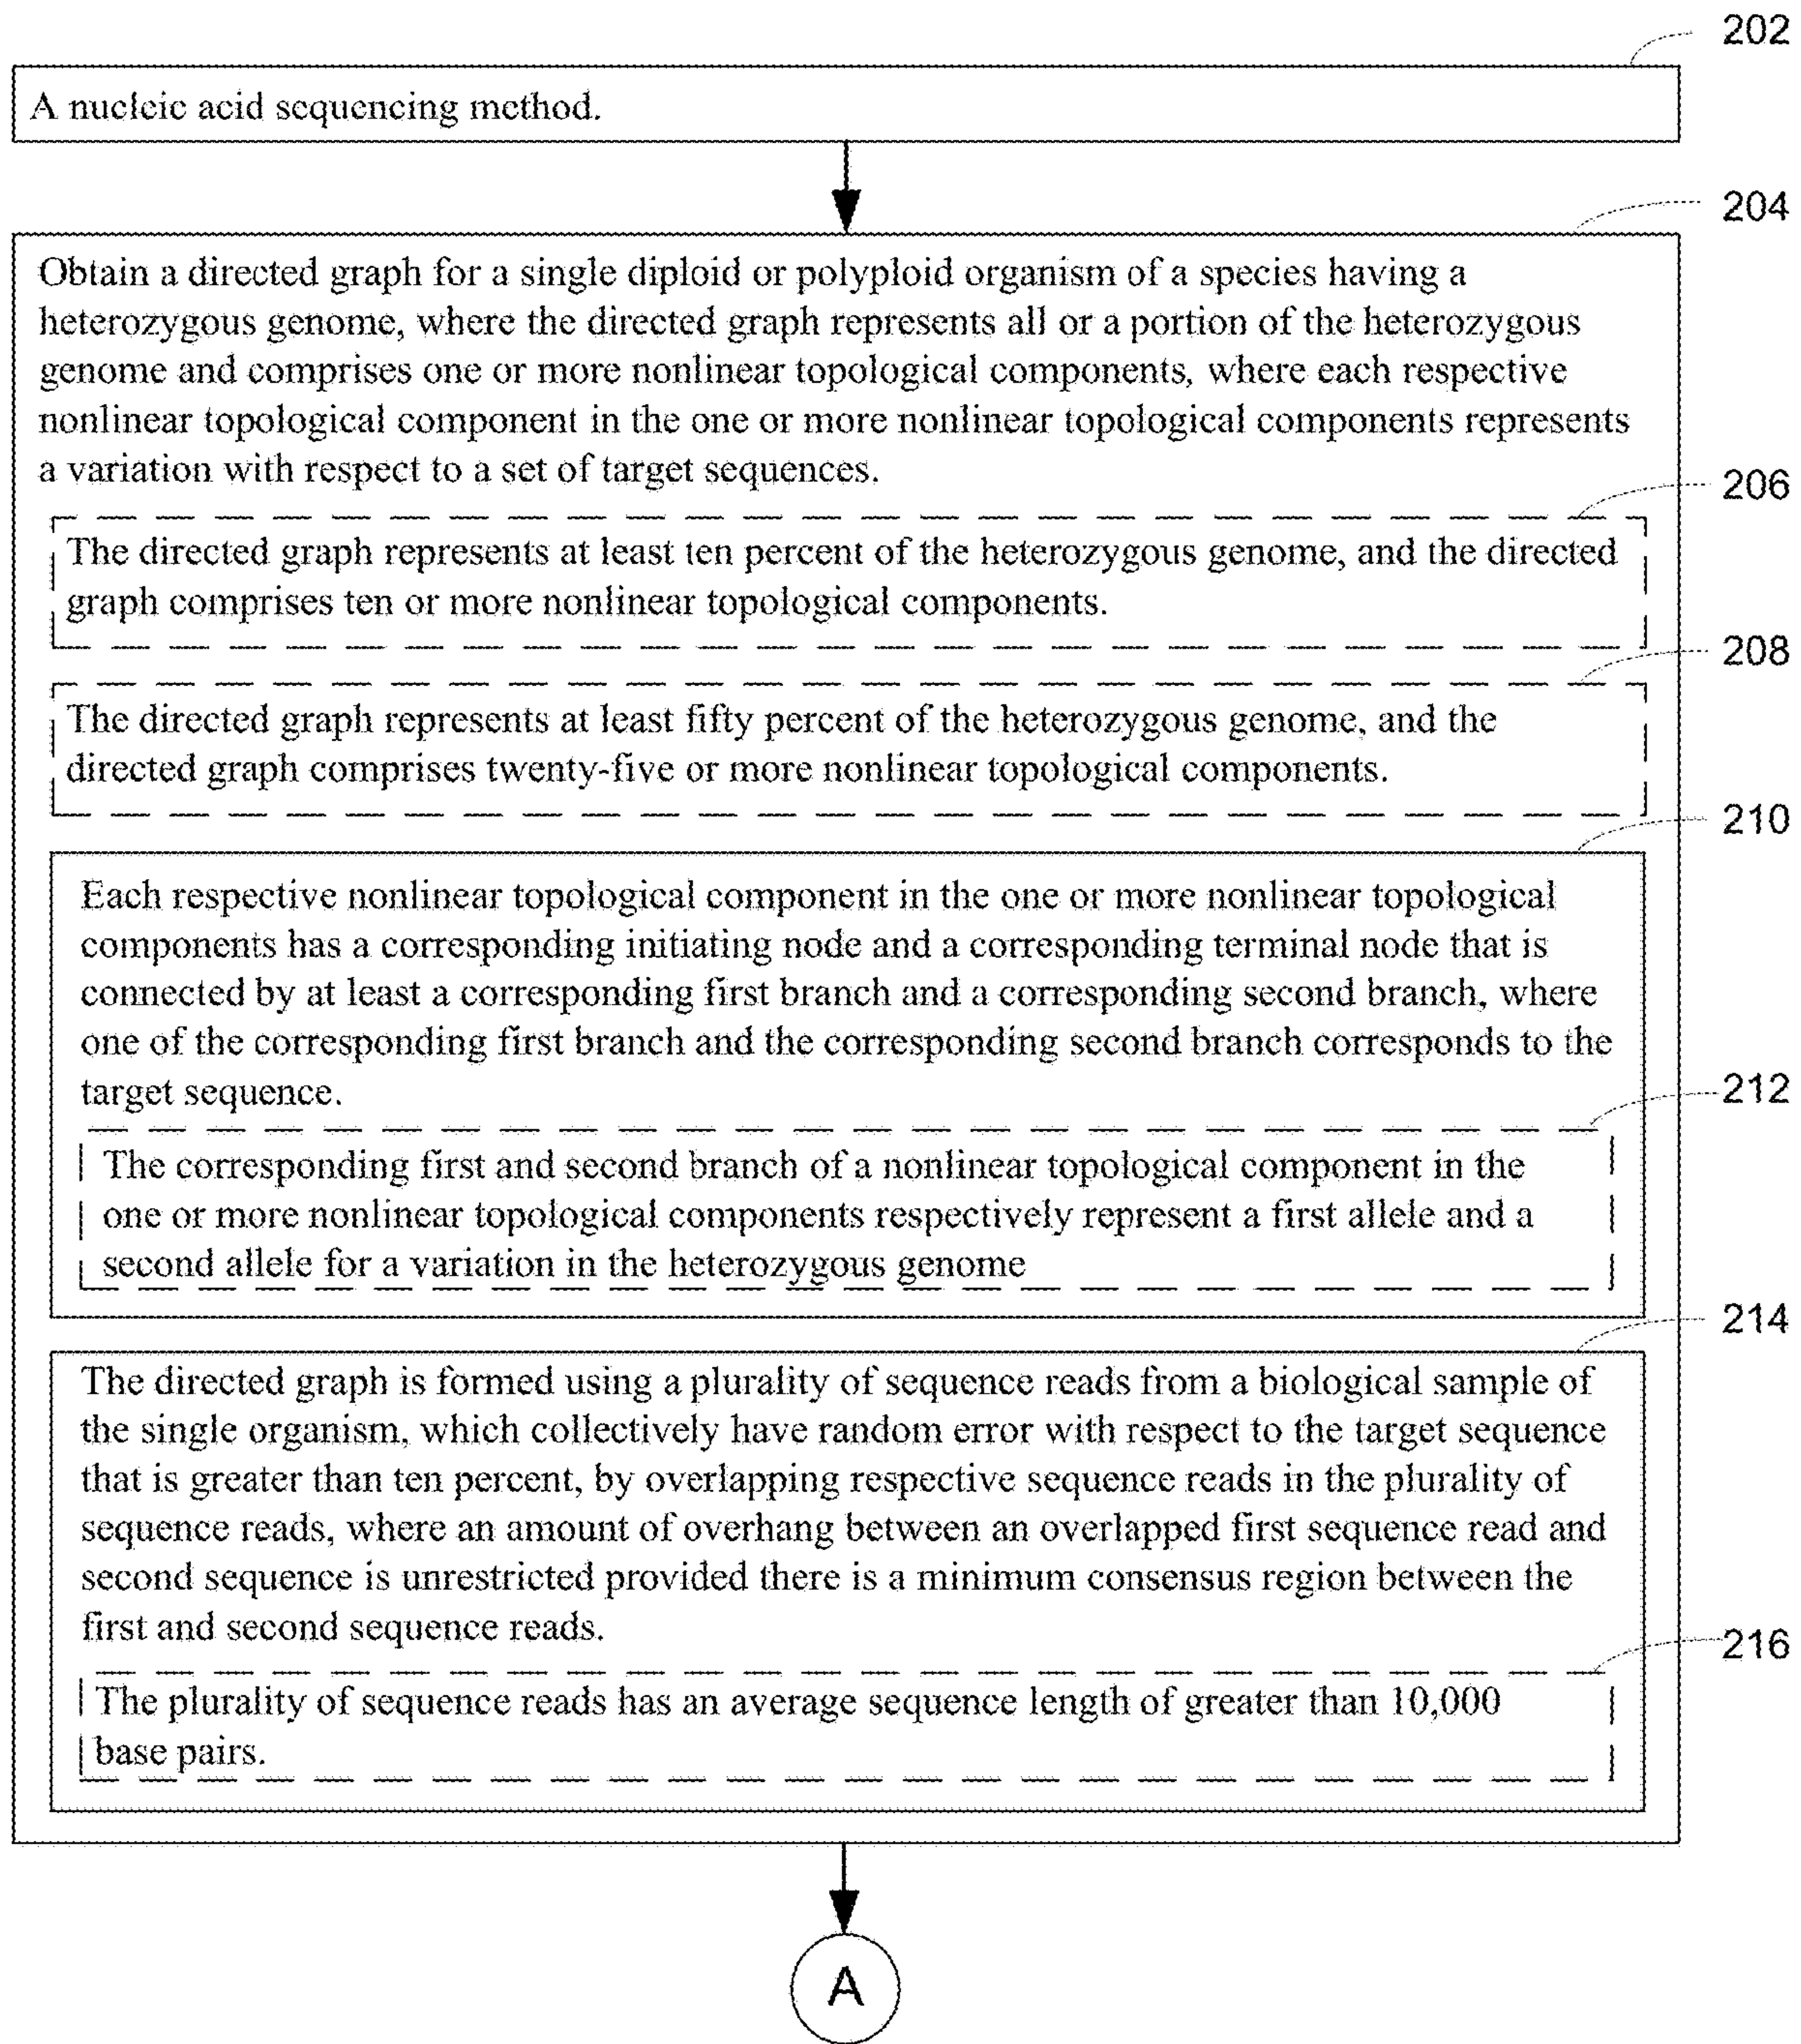 202
A nucleic acid sequencing method.
204
Obtain a directed graph for a single diploid or polyploid organism of a species having a
heterozygous genome, where the directed graph represents all or a portion of the heterozygous
genome and comprises one or more nonlinear topological components, where each respective
nonlinear topological component in the one or more nonlinear topological components represents
a variation with respect to a set of target sequences.
206
The directed graph represents at least ten percent of the heterozygous genome, and the directed
graph comprises ten or more nonlinear topological components.
208
The directed graph represents at least fifty percent of the heterozygous genome, and the
directed graph comprises twenty-five or more nonlinear topological components.
210
Each respective nonlinear topological component in the one or more nonlinear topological
components has a corresponding initiating node and a corresponding terminal node that is
connected by at least a corresponding first branch and a corresponding second branch, where
one of the corresponding first branch and the corresponding second branch corresponds to the
target sequence.
212
The corresponding first and second branch of a nonlinear topological component in the
one or more nonlinear topological components respectively represent a first allele and a
second allele for a variation in the heterozygous genome
214
The directed graph is formed using a plurality of sequence reads from a biological sample of
the single organism, which collectively have random error with respect to the target sequence
that is greater than ten percent, by overlapping respective sequence reads in the plurality of
sequence reads, where an amount of overhang between an overlapped first sequence read and
second sequence is unrestricted provided there is a minimum consensus region between the
first and second sequence reads.
216
The plurality of sequence reads has an average sequence length of greater than 10,000
base pairs.
A